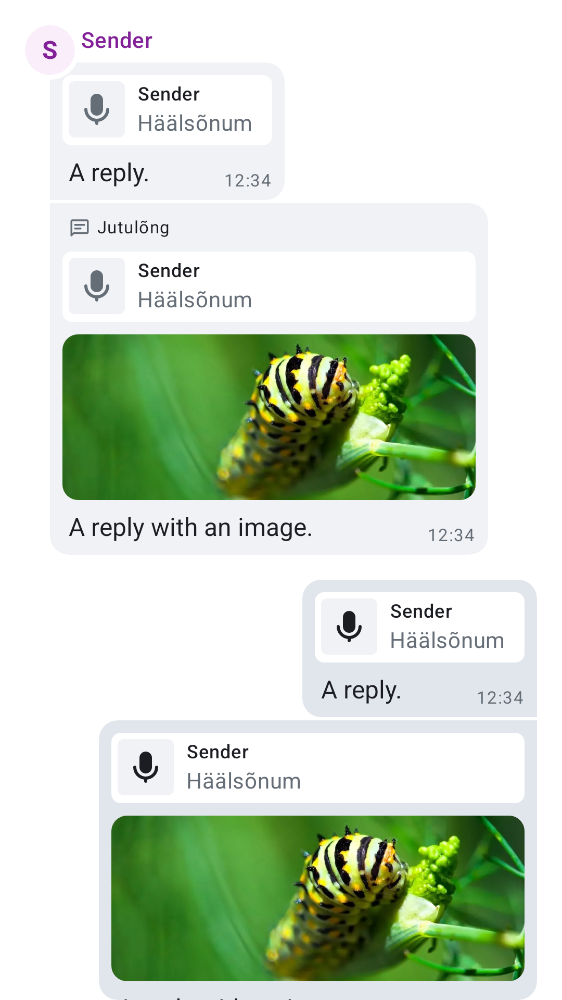 S
Sender
Sender
Häälsõnum
A reply.
12:34
Jutulõng
Sender
Häälsõnum
A reply with an image.
12:34
Sender
Häälsõnum
A reply.
12:34
Sender
Häälsõnum